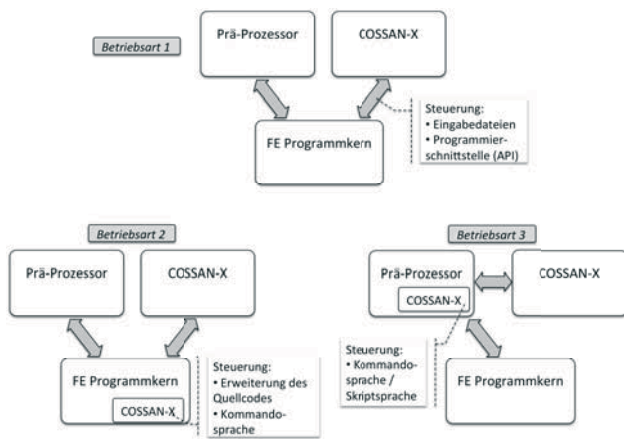 Betriebsart 1
Prä-Prozessor
COSSAN-X
FE Programmkern
Steuerung:
• Eingabedateien
• Programmier-
schnittstelle (API)
Betriebsart 2
Prä-Prozessor
COSSAN-X
FE Programmkern
COSSAN-X
Steuerung:
• Erweiterung des
Quellcodes
• Kommando-
sprache
Betriebsart 3
Prä-Prozessor
COSSAN-X
COSSAN-X
Steuerung:
• Kommando-
sprache /
Skriptsprache
FE Programmkern